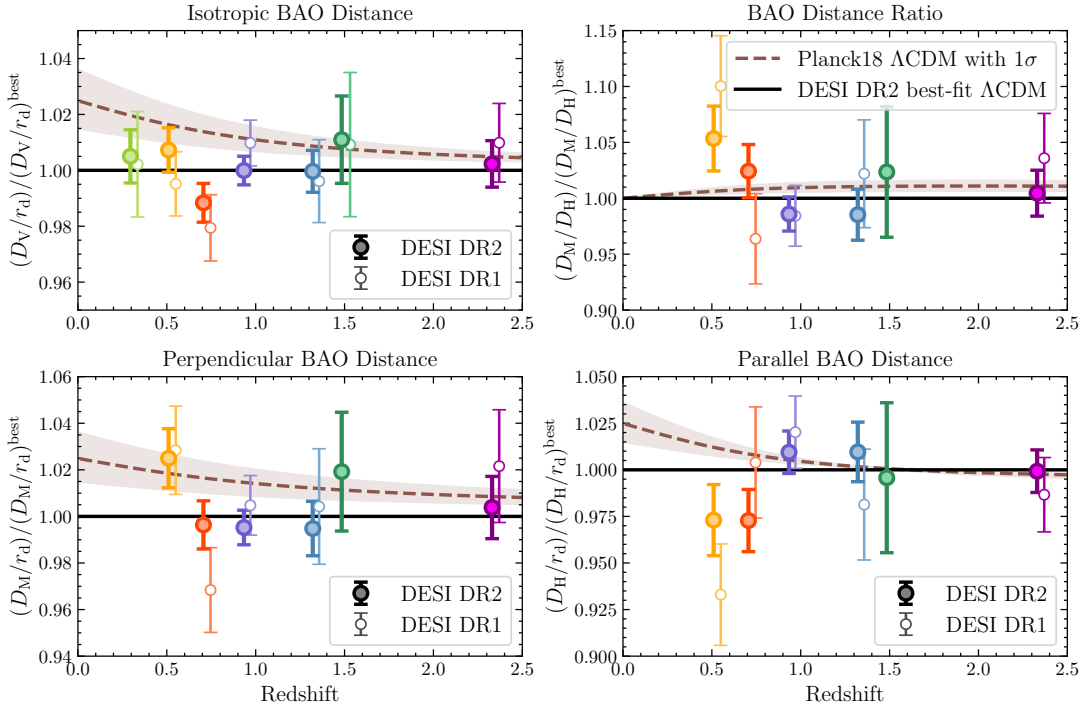 Isotropic BAO Distance
(D_V/r_d)/(D_V/r_d)^best
1.04
1.02
1.00
0.98
0.96
0.0 0.5 1.0 1.5 2.0 2.5
DESI DR2
DESI DR1
BAO Distance Ratio
(D_M/D_H)/(D_M/D_H)^best
1.15
1.10
1.05
1.00
0.95
0.90
0.0 0.5 1.0 1.5 2.0 2.5
Planck18 ΛCDM with 1σ
DESI DR2 best-fit ΛCDM
Perpendicular BAO Distance
(D_M/r_d)/(D_M/r_d)^best
1.06
1.04
1.02
1.00
0.98
0.96
0.94
0.0 0.5 1.0 1.5 2.0 2.5
Redshift
DESI DR2
DESI DR1
Parallel BAO Distance
(D_H/r_d)/(D_H/r_d)^best
1.050
1.025
1.000
0.975
0.950
0.925
0.900
0.0 0.5 1.0 1.5 2.0 2.5
Redshift
DESI DR2
DESI DR1